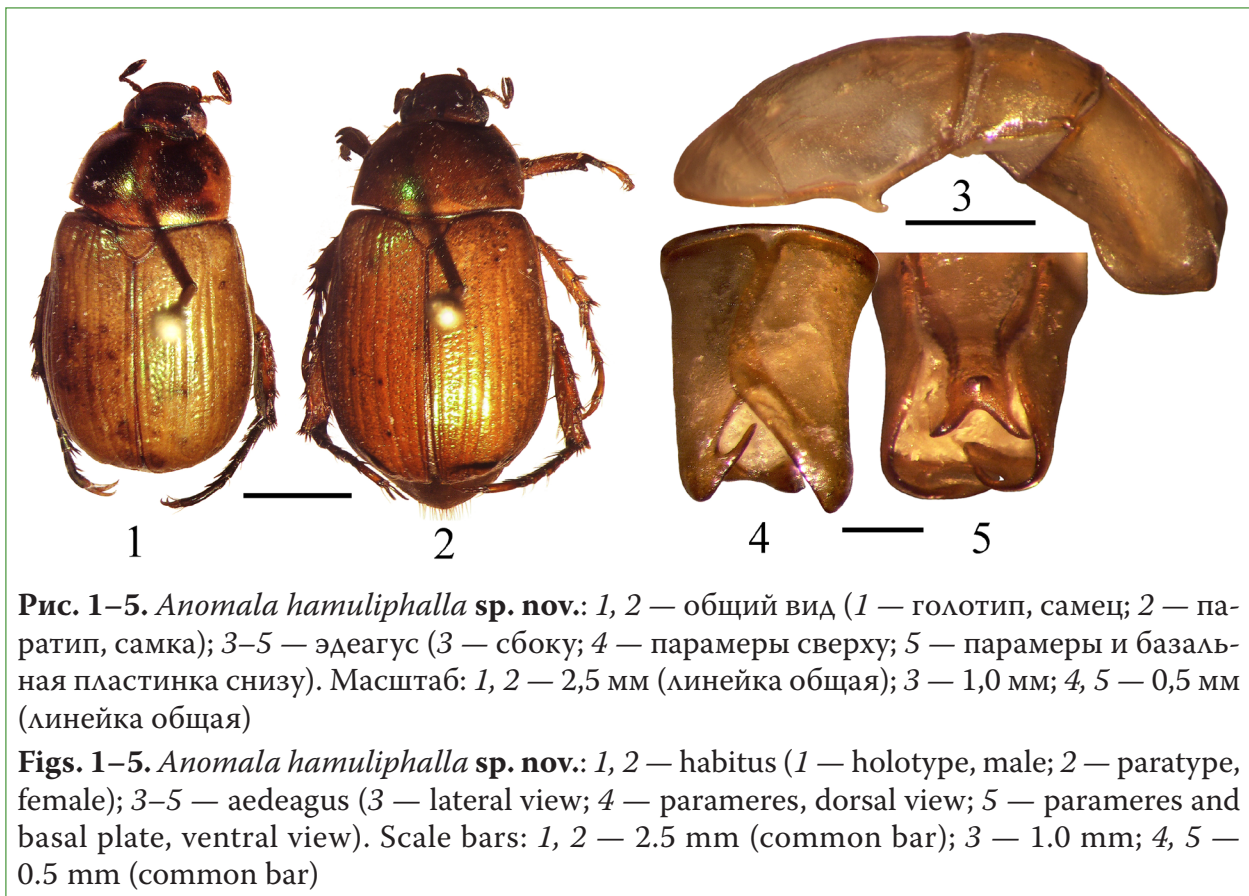 1
2
3
4
5
Рис. 1–5. Anomala hamuliphalla sp. nov.: 1, 2 — общий вид (1 — голотип, самец; 2 — па-
ратип, самка); 3–5 — эдеагус (3 — сбоку; 4 — парамеры сверху; 5 — парамеры и базаль-
ная пластинка снизу). Масштаб: 1, 2 — 2,5 мм (линейка общая); 3 — 1,0 мм; 4, 5 — 0,5 мм
(линейка общая)
Figs. 1–5. Anomala hamuliphalla sp. nov.: 1, 2 — habitus (1 — holotype, male; 2 — paratype,
female); 3–5 — aedeagus (3 — lateral view; 4 — parameres, dorsal view; 5 — parameres and
basal plate, ventral view). Scale bars: 1, 2 — 2.5 mm (common bar); 3 — 1.0 mm; 4, 5 —
0.5 mm (common bar)